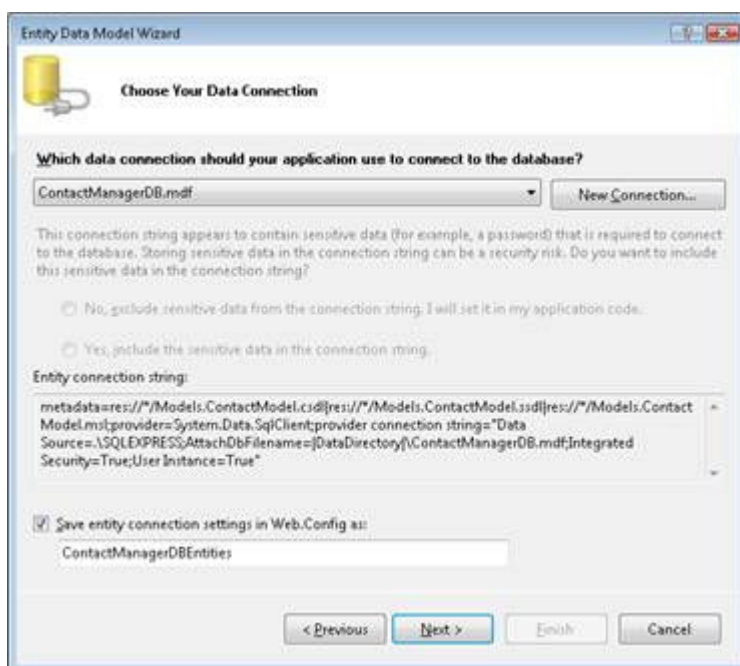 Entity Data Model Wizard
Choose Your Data Connection
Which data connection should your application use to connect to the database?
ContactManagerDB.mdf
New Connection...
This connection string appears to contain sensitive data (for example, a password) that is required to connect
to the database. Storing sensitive data in the connection string can be a security risk. Do you want to include
this sensitive data in the connection string?
No, exclude sensitive data from the connection string. I will set it in my application code.
Yes, include the sensitive data in the connection string.
Entity connection string:
metadata=res://*/Models.ContactModel.csdl|res://*/Models.ContactModel.ssdl|res://*/Models.Contact
Model.msl;provider=System.Data.SqlClient;provider connection string="Data
Source=.\SQLEXPRESS;AttachDbFilename=|DataDirectory|\ContactManagerDB.mdf;Integrated
Security=True;User Instance=True"
Save entity connection settings in Web.Config as:
ContactManagerDBEntities
< Previous
Next >
Finish
Cancel